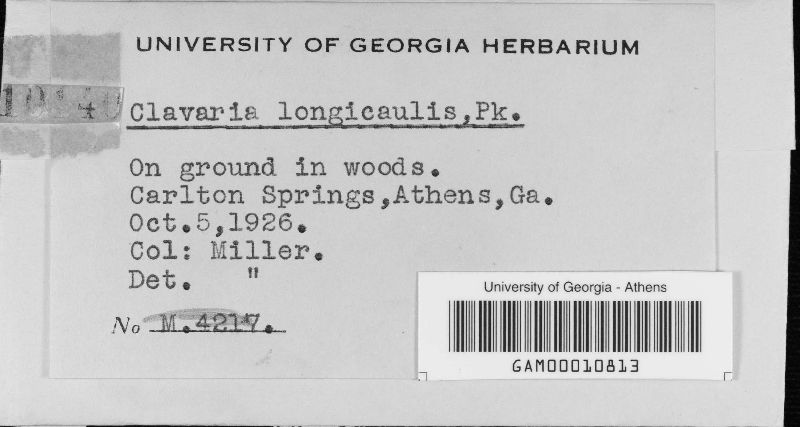 UNIVERSITY OF GEORGIA HERBARIUM
Clavaria longicaulis,Pk.
On ground in woods.
Carlton Springs,Athens,Ga.
Oct.5,1926.
Col: Miller.
Det. "
No M.4217.
University of Georgia - Athens
GAM00010813